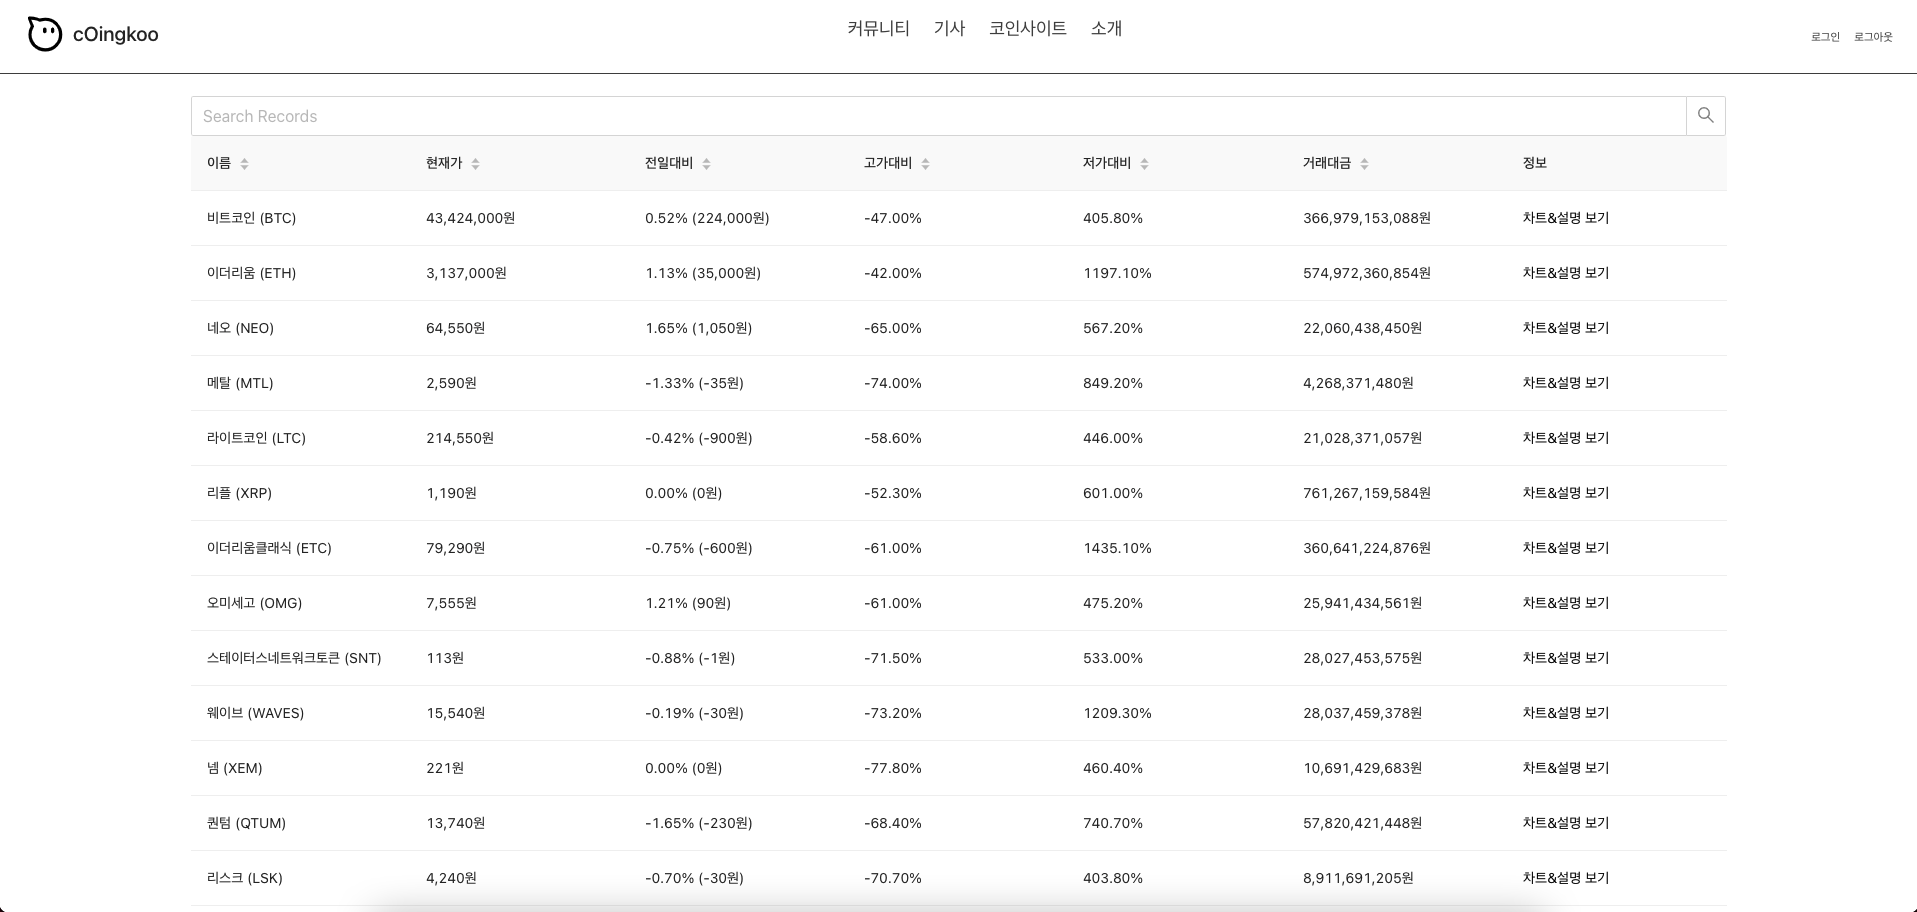 cOingkoo
커뮤니티 기사 코인사이트 소개
로그인 로그아웃
Search Records
이름 현재가 전일대비 고가대비 저가대비 거래대금 정보
비트코인 (BTC) 43,424,000원 0.52% (224,000원) -47.00% 405.80% 366,979,153,088원 차트&설명 보기
이더리움 (ETH) 3,137,000원 1.13% (35,000원) -42.00% 1197.10% 574,972,360,854원 차트&설명 보기
네오 (NEO) 64,550원 1.65% (1,050원) -65.00% 567.20% 22,060,438,450원 차트&설명 보기
메탈 (MTL) 2,590원 -1.33% (-35원) -74.00% 849.20% 4,268,371,480원 차트&설명 보기
라이트코인 (LTC) 214,550원 -0.42% (-900원) -58.60% 446.00% 21,028,371,057원 차트&설명 보기
리플 (XRP) 1,190원 0.00% (0원) -52.30% 601.00% 761,267,159,584원 차트&설명 보기
이더리움클래식 (ETC) 79,290원 -0.75% (-600원) -61.00% 1435.10% 360,641,224,876원 차트&설명 보기
오미세고 (OMG) 7,555원 1.21% (90원) -61.00% 475.20% 25,941,434,561원 차트&설명 보기
스테이터스네트워크토큰 (SNT) 113원 -0.88% (-1원) -71.50% 533.00% 28,027,453,575원 차트&설명 보기
웨이브 (WAVES) 15,540원 -0.19% (-30원) -73.20% 1209.30% 28,037,459,378원 차트&설명 보기
넴 (XEM) 221원 0.00% (0원) -77.80% 460.40% 10,691,429,683원 차트&설명 보기
퀀텀 (QTUM) 13,740원 -1.65% (-230원) -68.40% 740.70% 57,820,421,448원 차트&설명 보기
리스크 (LSK) 4,240원 -0.70% (-30원) -70.70% 403.80% 8,911,691,205원 차트&설명 보기